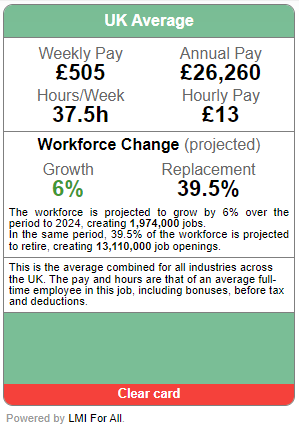 UK Average
Weekly Pay Annual Pay
£505 £26,260
Hours/Week Hourly Pay
37.5h £13
Workforce Change (projected)
Growth Replacement
6% 39.5%
The workforce is projected to grow by 6% over the
period to 2024, creating 1,974,000 jobs.
In the same period, 39.5% of the workforce is projected
to retire, creating 13,110,000 job openings.
This is the average combined for all industries across
the UK. The pay and hours are that of an average full-
time employee in this job, including bonuses, before tax
and deductions.
Clear card
Powered by LMI For All.